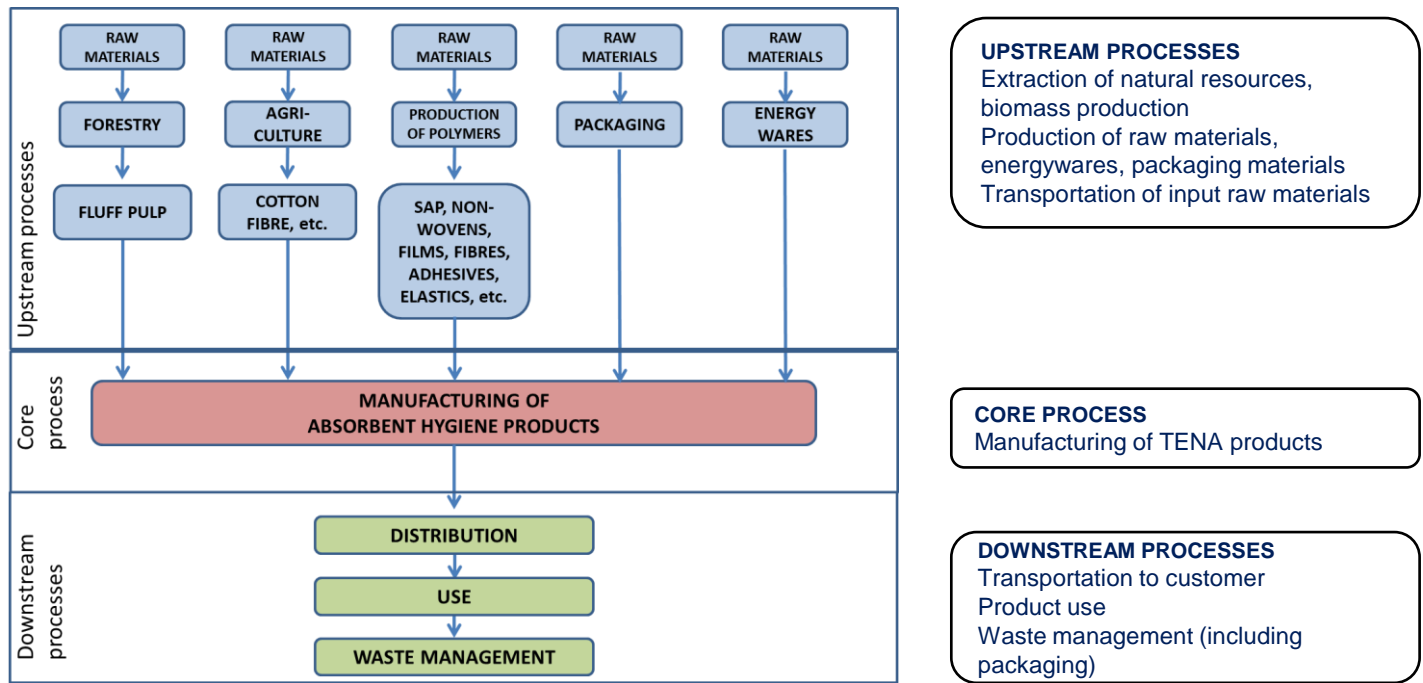 Upstream processes
RAW
MATERIALS
RAW
MATERIALS
RAW
MATERIALS
RAW
MATERIALS
RAW
MATERIALS
FORESTRY
AGRI-
CULTURE
PRODUCTION
OF POLYMERS
PACKAGING
ENERGY
WARES
FLUFF PULP
COTTON
FIBRE, etc.
SAP, NON-
WOVENS,
FILMS, FIBRES,
ADHESIVES,
ELASTICS, etc.
UPSTREAM PROCESSES
Extraction of natural resources,
biomass production
Production of raw materials,
energywares, packaging materials
Transportation of input raw materials
Core
process
MANUFACTURING OF
ABSORBENT HYGIENE PRODUCTS
CORE PROCESS
Manufacturing of TENA products
Downstream
processes
DISTRIBUTION
USE
WASTE MANAGEMENT
DOWNSTREAM PROCESSES
Transportation to customer
Product use
Waste management (including
packaging)